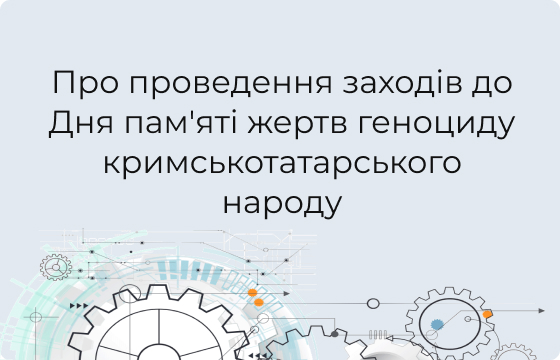 Про проведення заходів до
Дня пам'яті жертв геноциду
кримськотатарського
народу